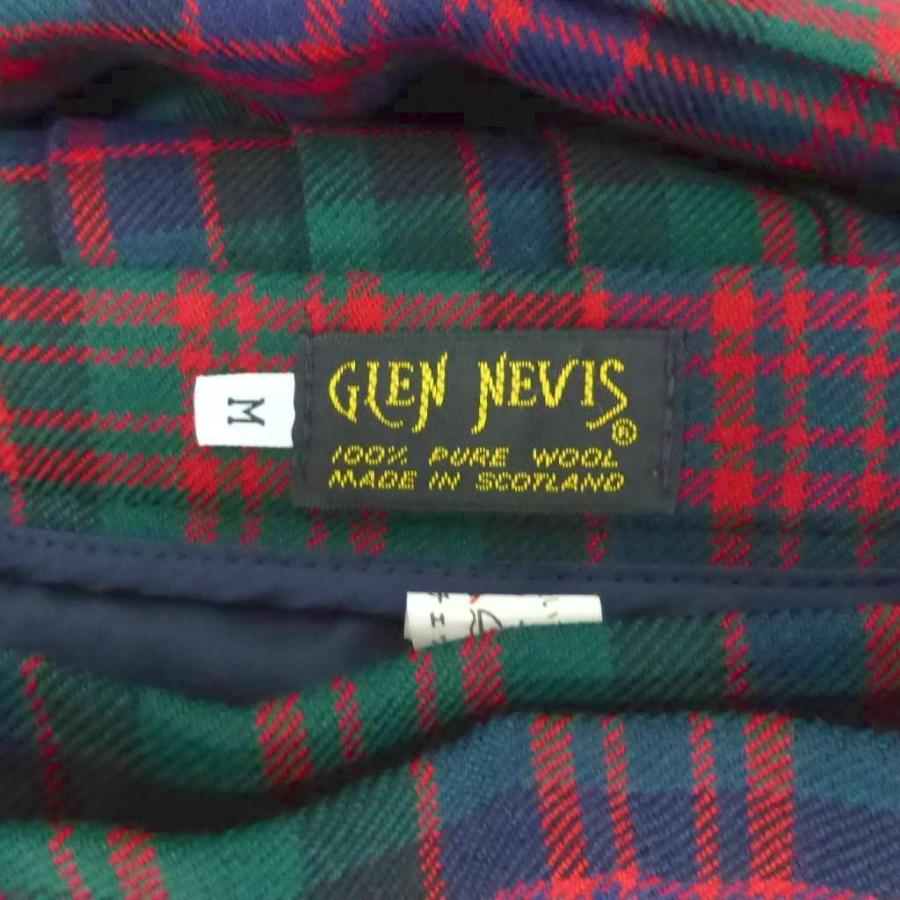 M
GLEN NEVIS
®
100% PURE WOOL
MADE IN SCOTLAND